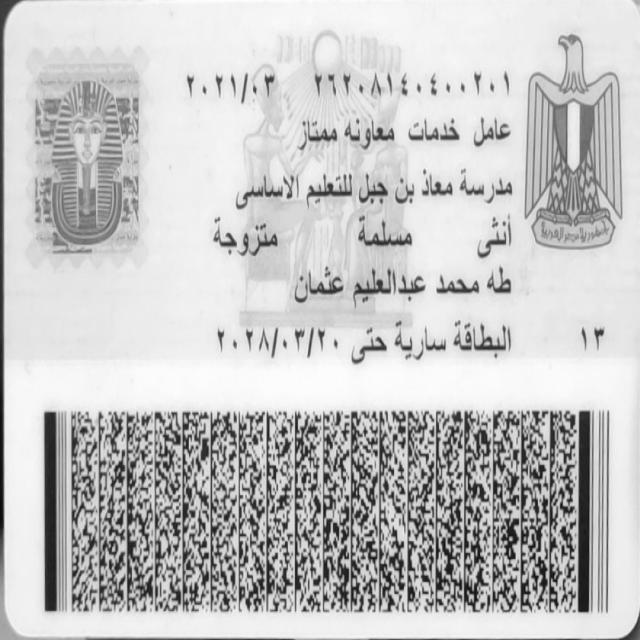 ٢٦٢٠٨١٤٠٤٠٠٢٠١ ٢٠٢١/٠٣
عامل خدمات معاونه ممتاز
مدرسة معاذ بن جبل للتعليم الاساسى
أنثى مسلمة متزوجة
طه محمد عبدالعليم عثمان
البطاقة سارية حتى ٢٠٢٨/٠٣/٢٠
١٣
جمهورية مصر العربية